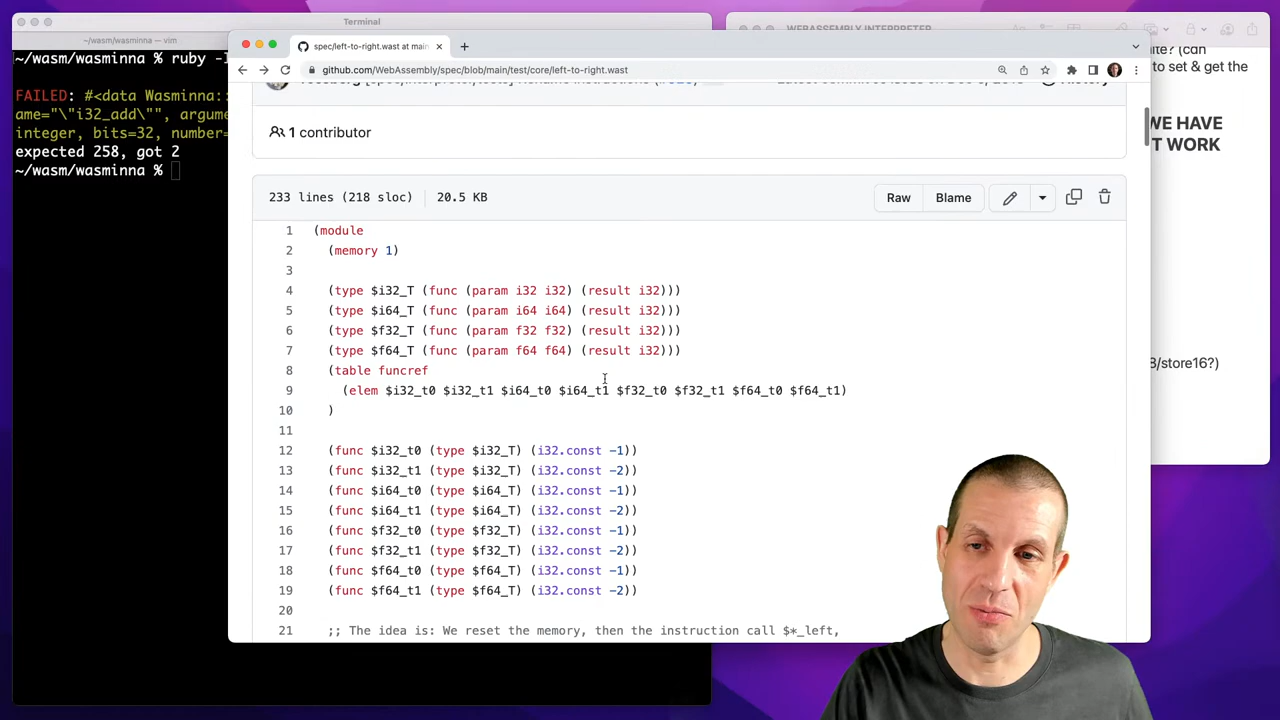 Terminal
~/wasm/wasminna — vim
~/wasm/wasminna % ruby -I
FAILED: #<data Wasminna::
ame="\"i32_add\"", argume
integer, bits=32, number=
expected 258, got 2
~/wasm/wasminna %
WEBASSEMBLY INTERPRETER
ite? (can
to set & get the
WE HAVE
T WORK
8/store16?)
spec/left-to-right.wast at main
github.com/WebAssembly/spec/blob/main/test/core/left-to-right.wast
1 contributor
233 lines (218 sloc) 20.5 KB
Raw Blame
1 (module
2 (memory 1)
3
4 (type $i32_T (func (param i32 i32) (result i32)))
5 (type $i64_T (func (param i64 i64) (result i32)))
6 (type $f32_T (func (param f32 f32) (result i32)))
7 (type $f64_T (func (param f64 f64) (result i32)))
8 (table funcref
9 (elem $i32_t0 $i32_t1 $i64_t0 $i64_t1 $f32_t0 $f32_t1 $f64_t0 $f64_t1)
10 )
11
12 (func $i32_t0 (type $i32_T) (i32.const -1))
13 (func $i32_t1 (type $i32_T) (i32.const -2))
14 (func $i64_t0 (type $i64_T) (i32.const -1))
15 (func $i64_t1 (type $i64_T) (i32.const -2))
16 (func $f32_t0 (type $f32_T) (i32.const -1))
17 (func $f32_t1 (type $f32_T) (i32.const -2))
18 (func $f64_t0 (type $f64_T) (i32.const -1))
19 (func $f64_t1 (type $f64_T) (i32.const -2))
20
21 ;; The idea is: We reset the memory, then the instruction call $*_left,